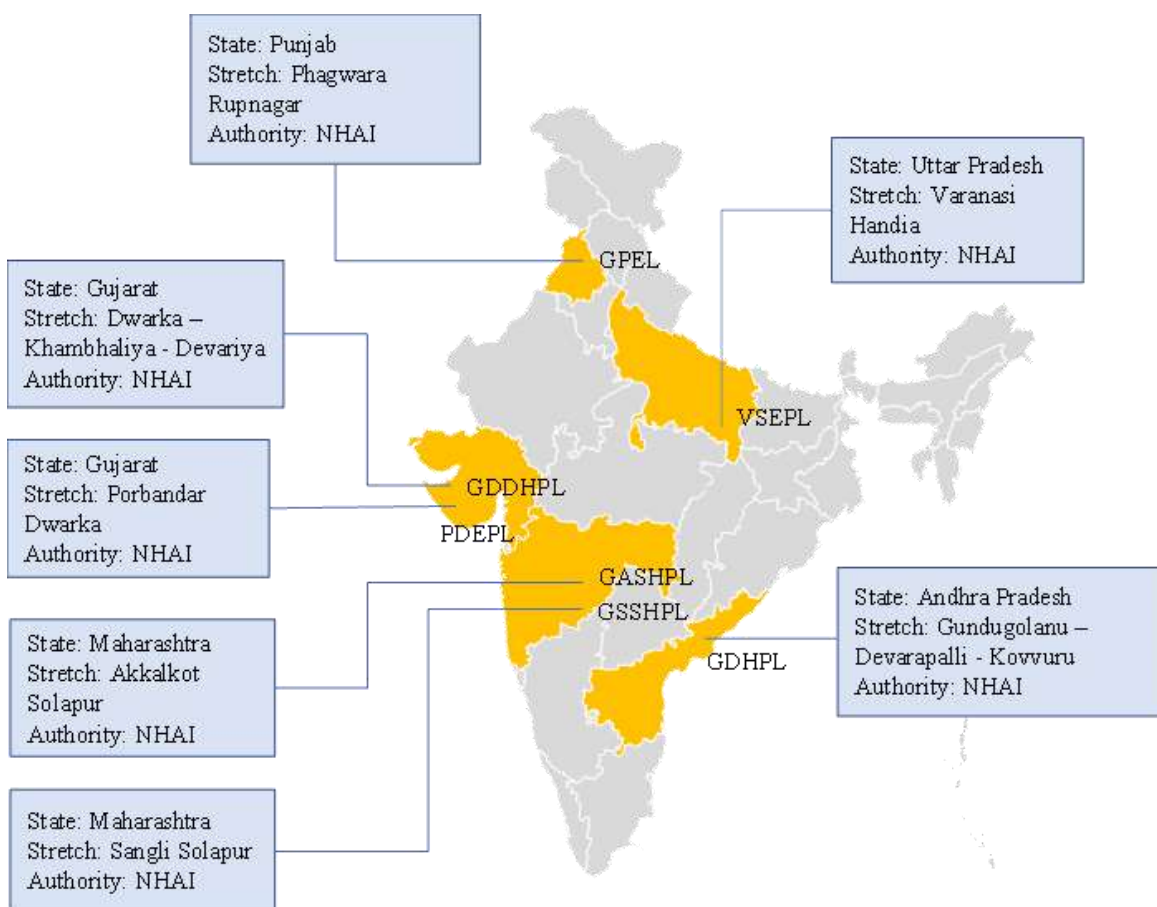 State: Punjab
Stretch: Phagwara
Rupnagar
Authority: NHAI
State: Uttar Pradesh
Stretch: Varanasi
Handia
Authority: NHAI
GPEL
State: Gujarat
Stretch: Dwarka –
Khambhaliya - Devariya
Authority: NHAI
VSEPL
State: Gujarat
Stretch: Porbandar
Dwarka
Authority: NHAI
GDDHPL
PDEPL
GASHPL
GSSHPL
GDHPL
State: Andhra Pradesh
Stretch: Gundugolanu –
Devarapalli - Kovvuru
Authority: NHAI
State: Maharashtra
Stretch: Akkalkot
Solapur
Authority: NHAI
State: Maharashtra
Stretch: Sangli Solapur
Authority: NHAI